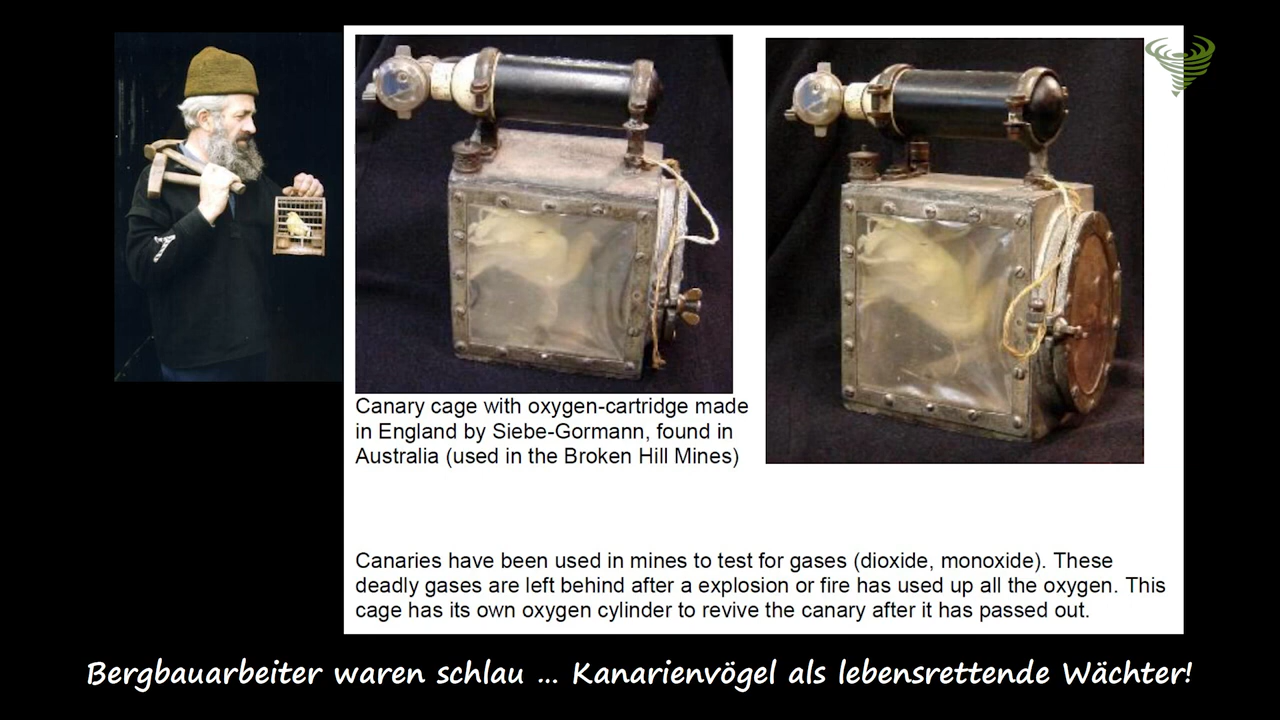 Canary cage with oxygen-cartridge made
in England by Siebe-Gormann, found in
Australia (used in the Broken Hill Mines)
Canaries have been used in mines to test for gases (dioxide, monoxide). These
deadly gases are left behind after a explosion or fire has used up all the oxygen. This
cage has its own oxygen cylinder to revive the canary after it has passed out.
Bergbauarbeiter waren schlau ... Kanarienvögel als lebensrettende Wächter!